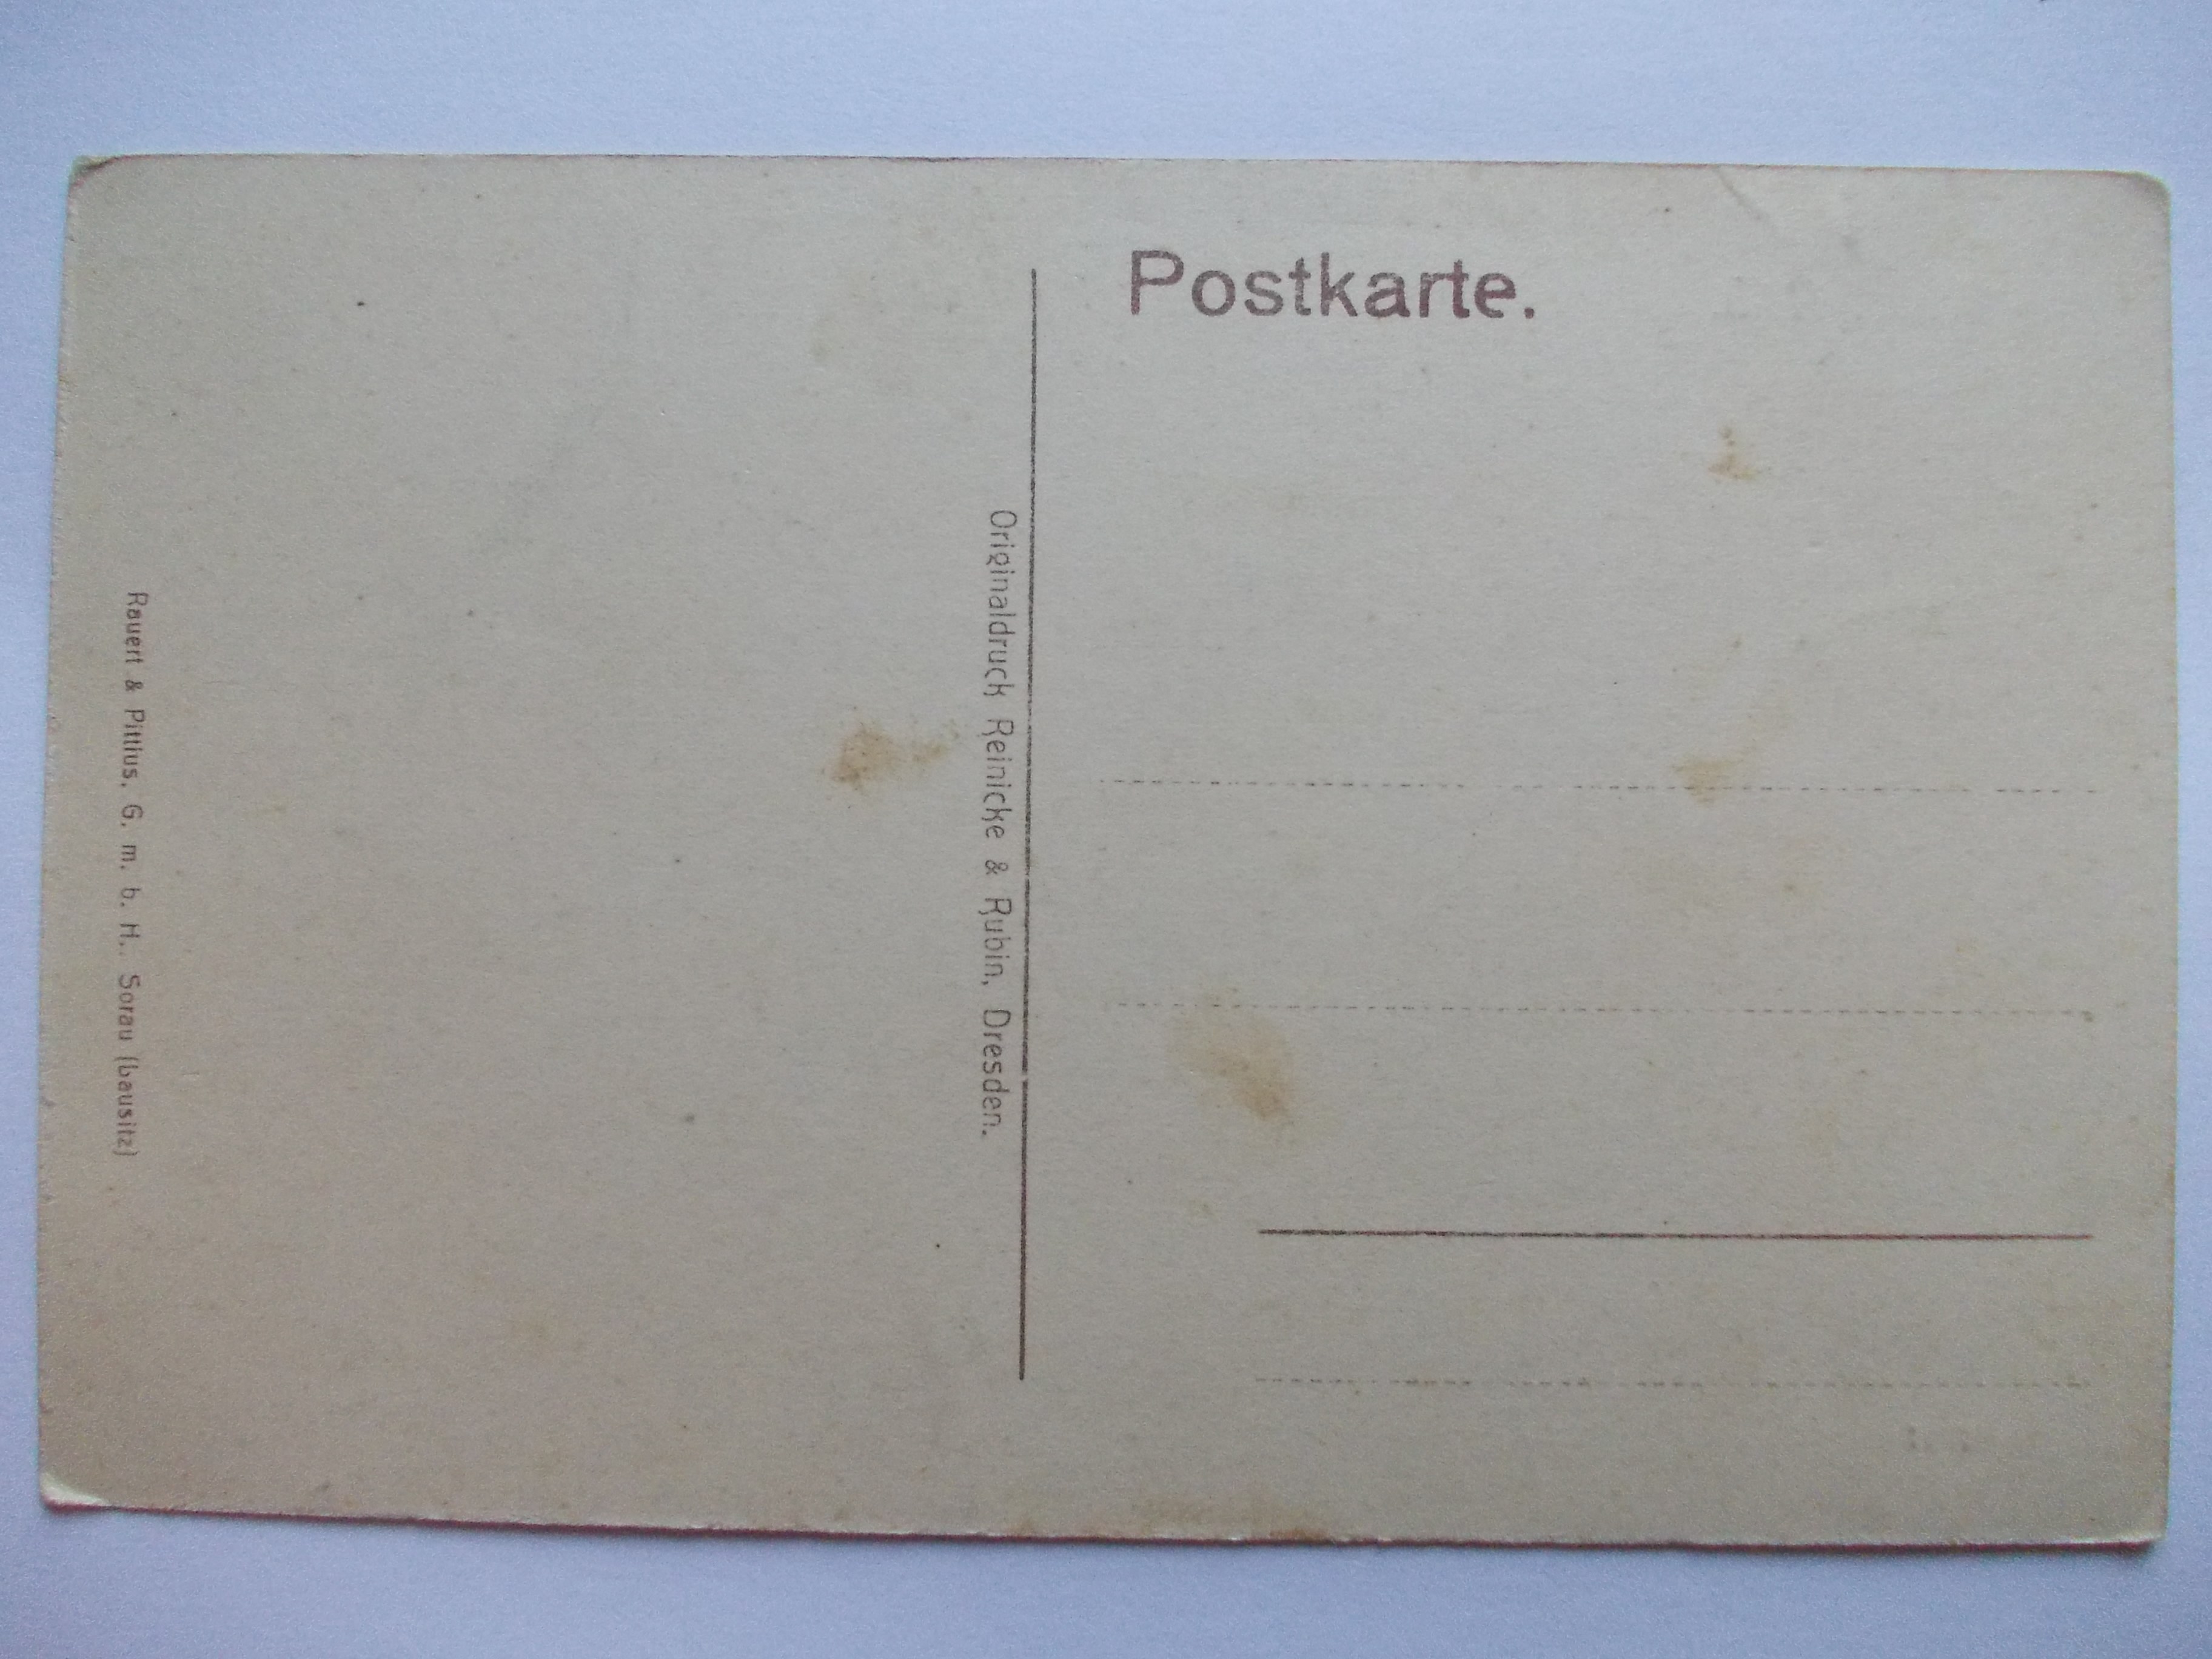 Postkarte.
Originaldruck Reinicke & Rubin, Dresden.
Rauert & Pittius, G. m. b. H., Sorau (Lausitz)